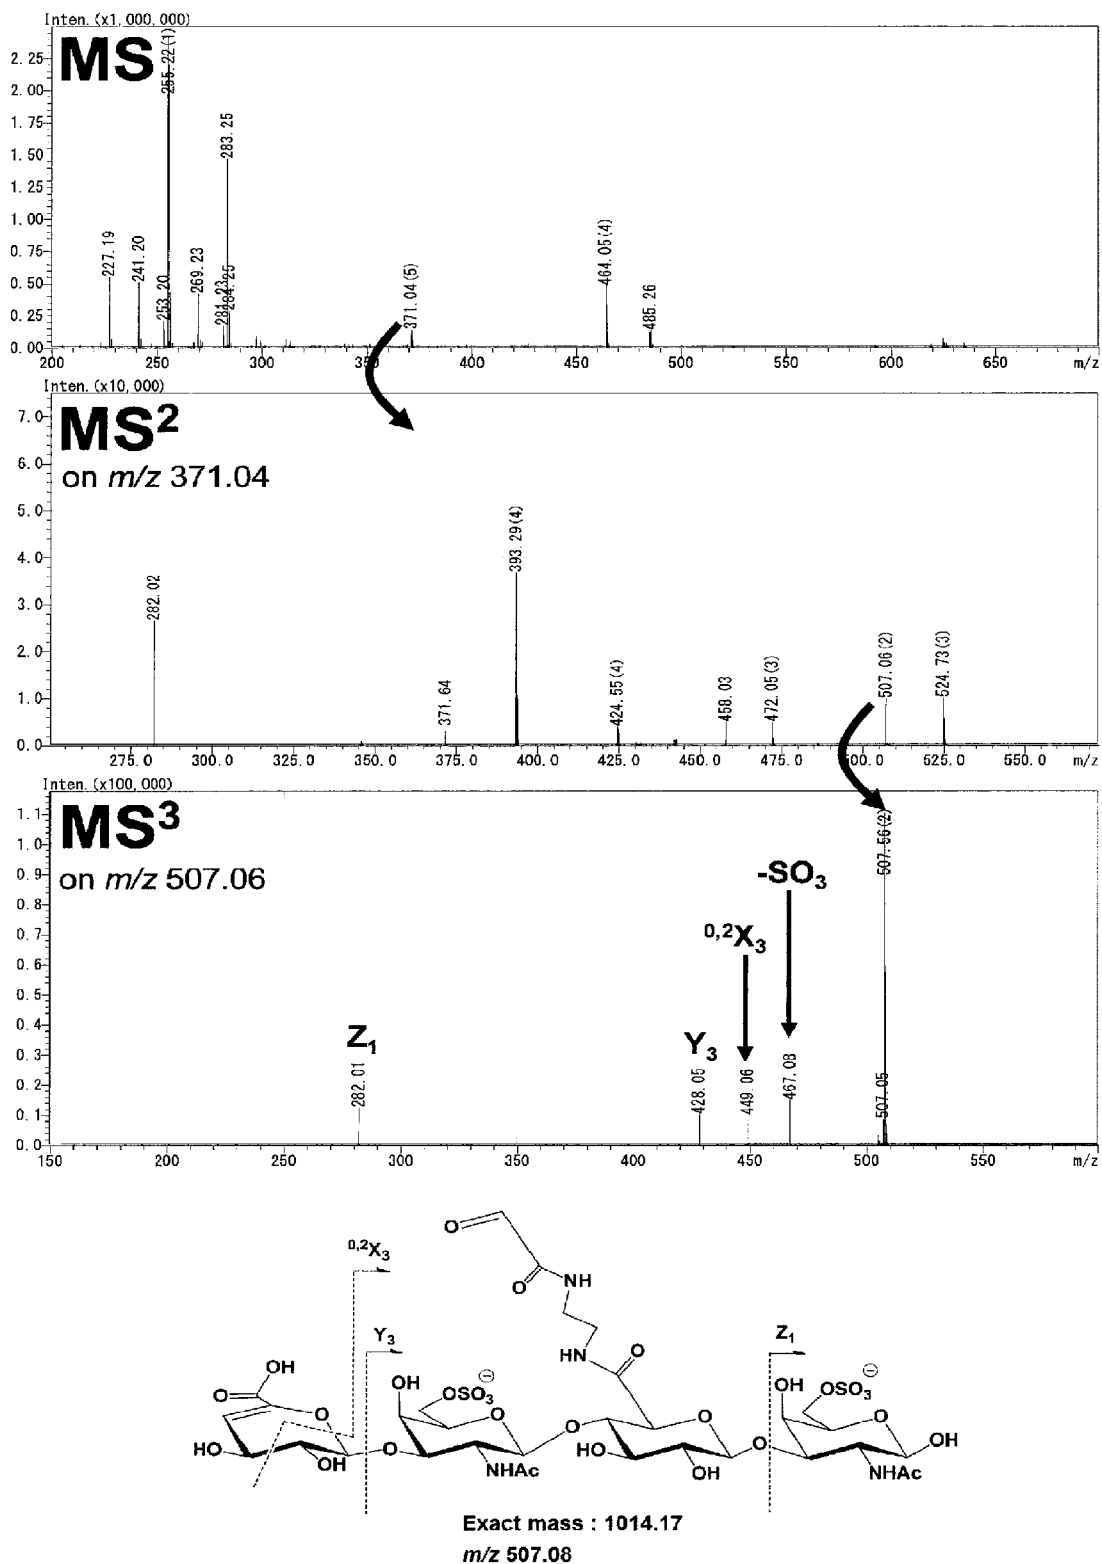 Inten. (x1,000,000)
MS
2.25
2.00
1.75
1.50
1.25
1.00
0.75
0.50
0.25
0.00
227.19
241.20
253.20
255.22(1)
269.23
281.23
283.25
284.25
371.04(5)
464.05(4)
485.26
200 250 300 350 400 450 500 550 600 650 m/z
Inten. (x10,000)
MS2
on m/z 371.04
7.0
6.0
5.0
4.0
3.0
2.0
1.0
0.0
282.02
371.64
393.29(4)
424.55(4)
458.03
472.05(3)
507.06(2)
524.73(3)
275.0 300.0 325.0 350.0 375.0 400.0 425.0 450.0 475.0 500.0 525.0 550.0 m/z
Inten. (x100,000)
MS3
on m/z 507.06
1.1
1.0
0.9
0.8
0.7
0.6
0.5
0.4
0.3
0.2
0.1
0.0
-SO3
0,2X3
Z1
Y3
282.01
428.05
449.06
467.08
507.05
507.56(2)
150 200 250 300 350 400 450 500 550 m/z
O
0,2X3
O NH
Y3
Z1
HN O
OH
O
O
OH
OSO3 −
O
O
OH
OSO3 −
O
HO
OH
O
NHAc
O
O
HO
OH
O
NHAc
OH
Exact mass : 1014.17
m/z 507.08